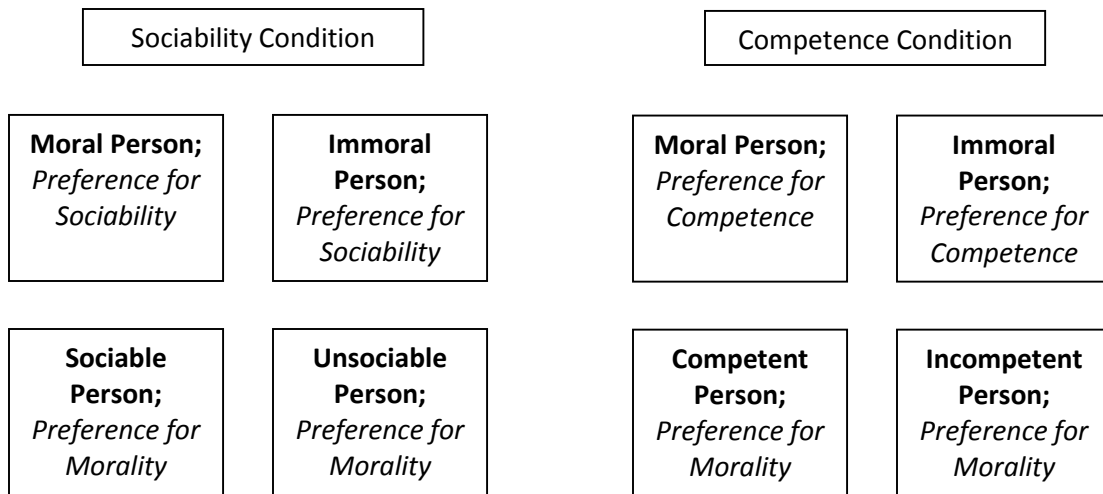 Sociability Condition
Competence Condition
Moral Person;
Preference for
Sociability
Immoral
Person;
Preference for
Sociability
Moral Person;
Preference for
Competence
Immoral
Person;
Preference for
Competence
Sociable
Person;
Preference for
Morality
Unsociable
Person;
Preference for
Morality
Competent
Person;
Preference for
Morality
Incompetent
Person;
Preference for
Morality